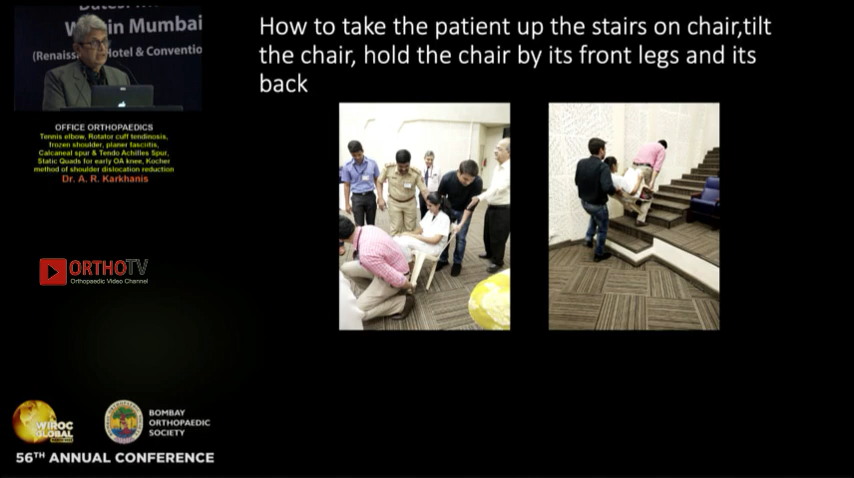 How to take the patient up the stairs on chair,tilt
the chair, hold the chair by its front legs and its
back
in Mumbai
Hotel & Conventio
OFFICE ORTHOPAEDICS
Tennis elbow, Rotator cuff tendinosis,
frozen shoulder, planer fasciitis,
Calcaneal spur & Tendo Achilles Spur,
Static Quads for early OA knee, Kocher
method of shoulder dislocation reduction
Dr. A. R. Karkhanis
ORTHOTV
Orthopaedic Video Channel
WIROC
GLOBAL
BOMBAY
ORTHOPAEDIC
SOCIETY
56TH ANNUAL CONFERENCE